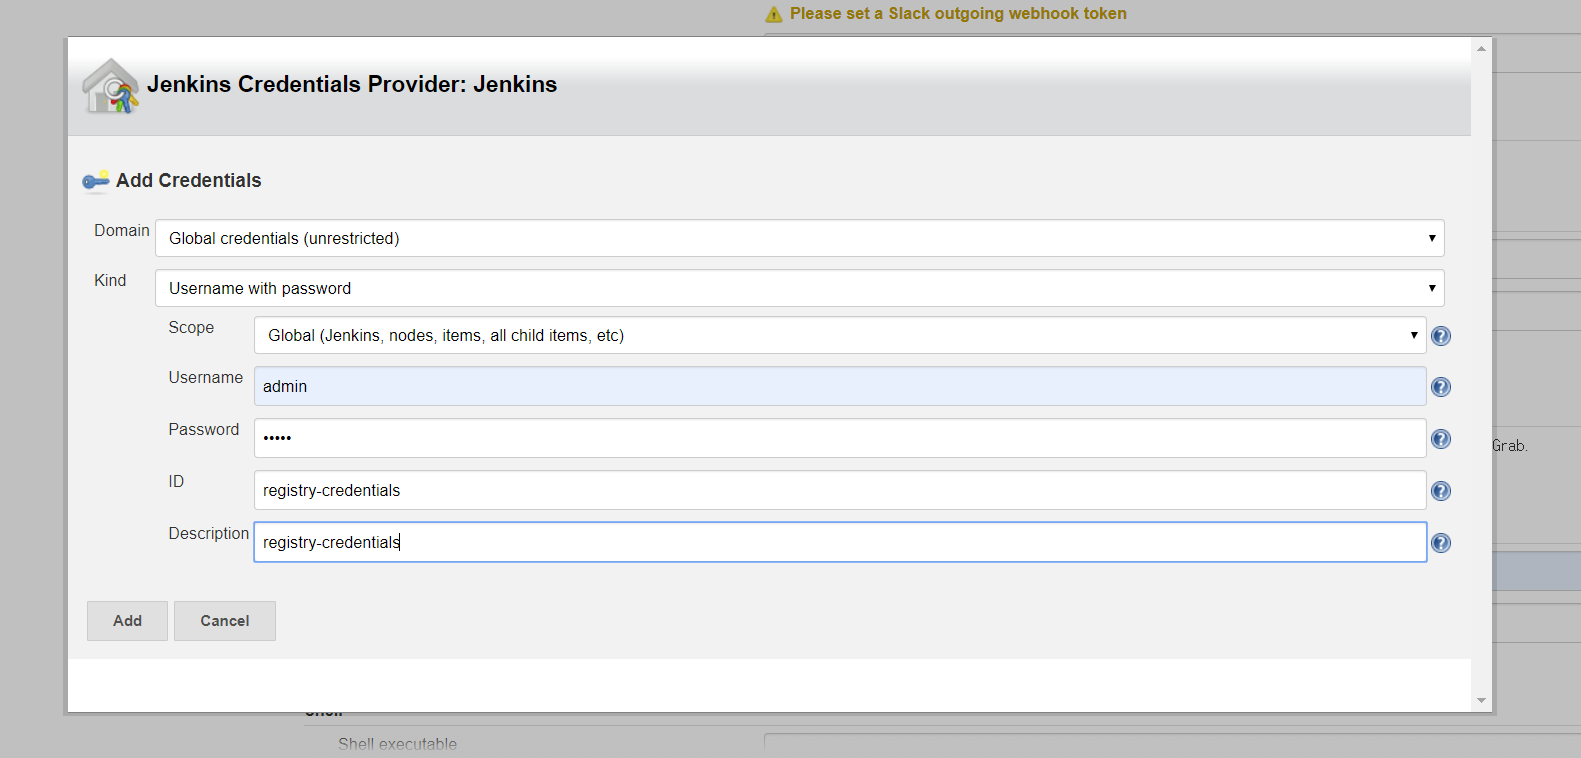 Please set a Slack outgoing webhook token
Jenkins Credentials Provider: Jenkins
Add Credentials
Domain Global credentials (unrestricted)
Kind Username with password
Scope Global (Jenkins, nodes, items, all child items, etc)
Username admin
Password •••••
Grab.
ID registry-credentials
Description registry-credentials
Add Cancel
Shell
Shell executable